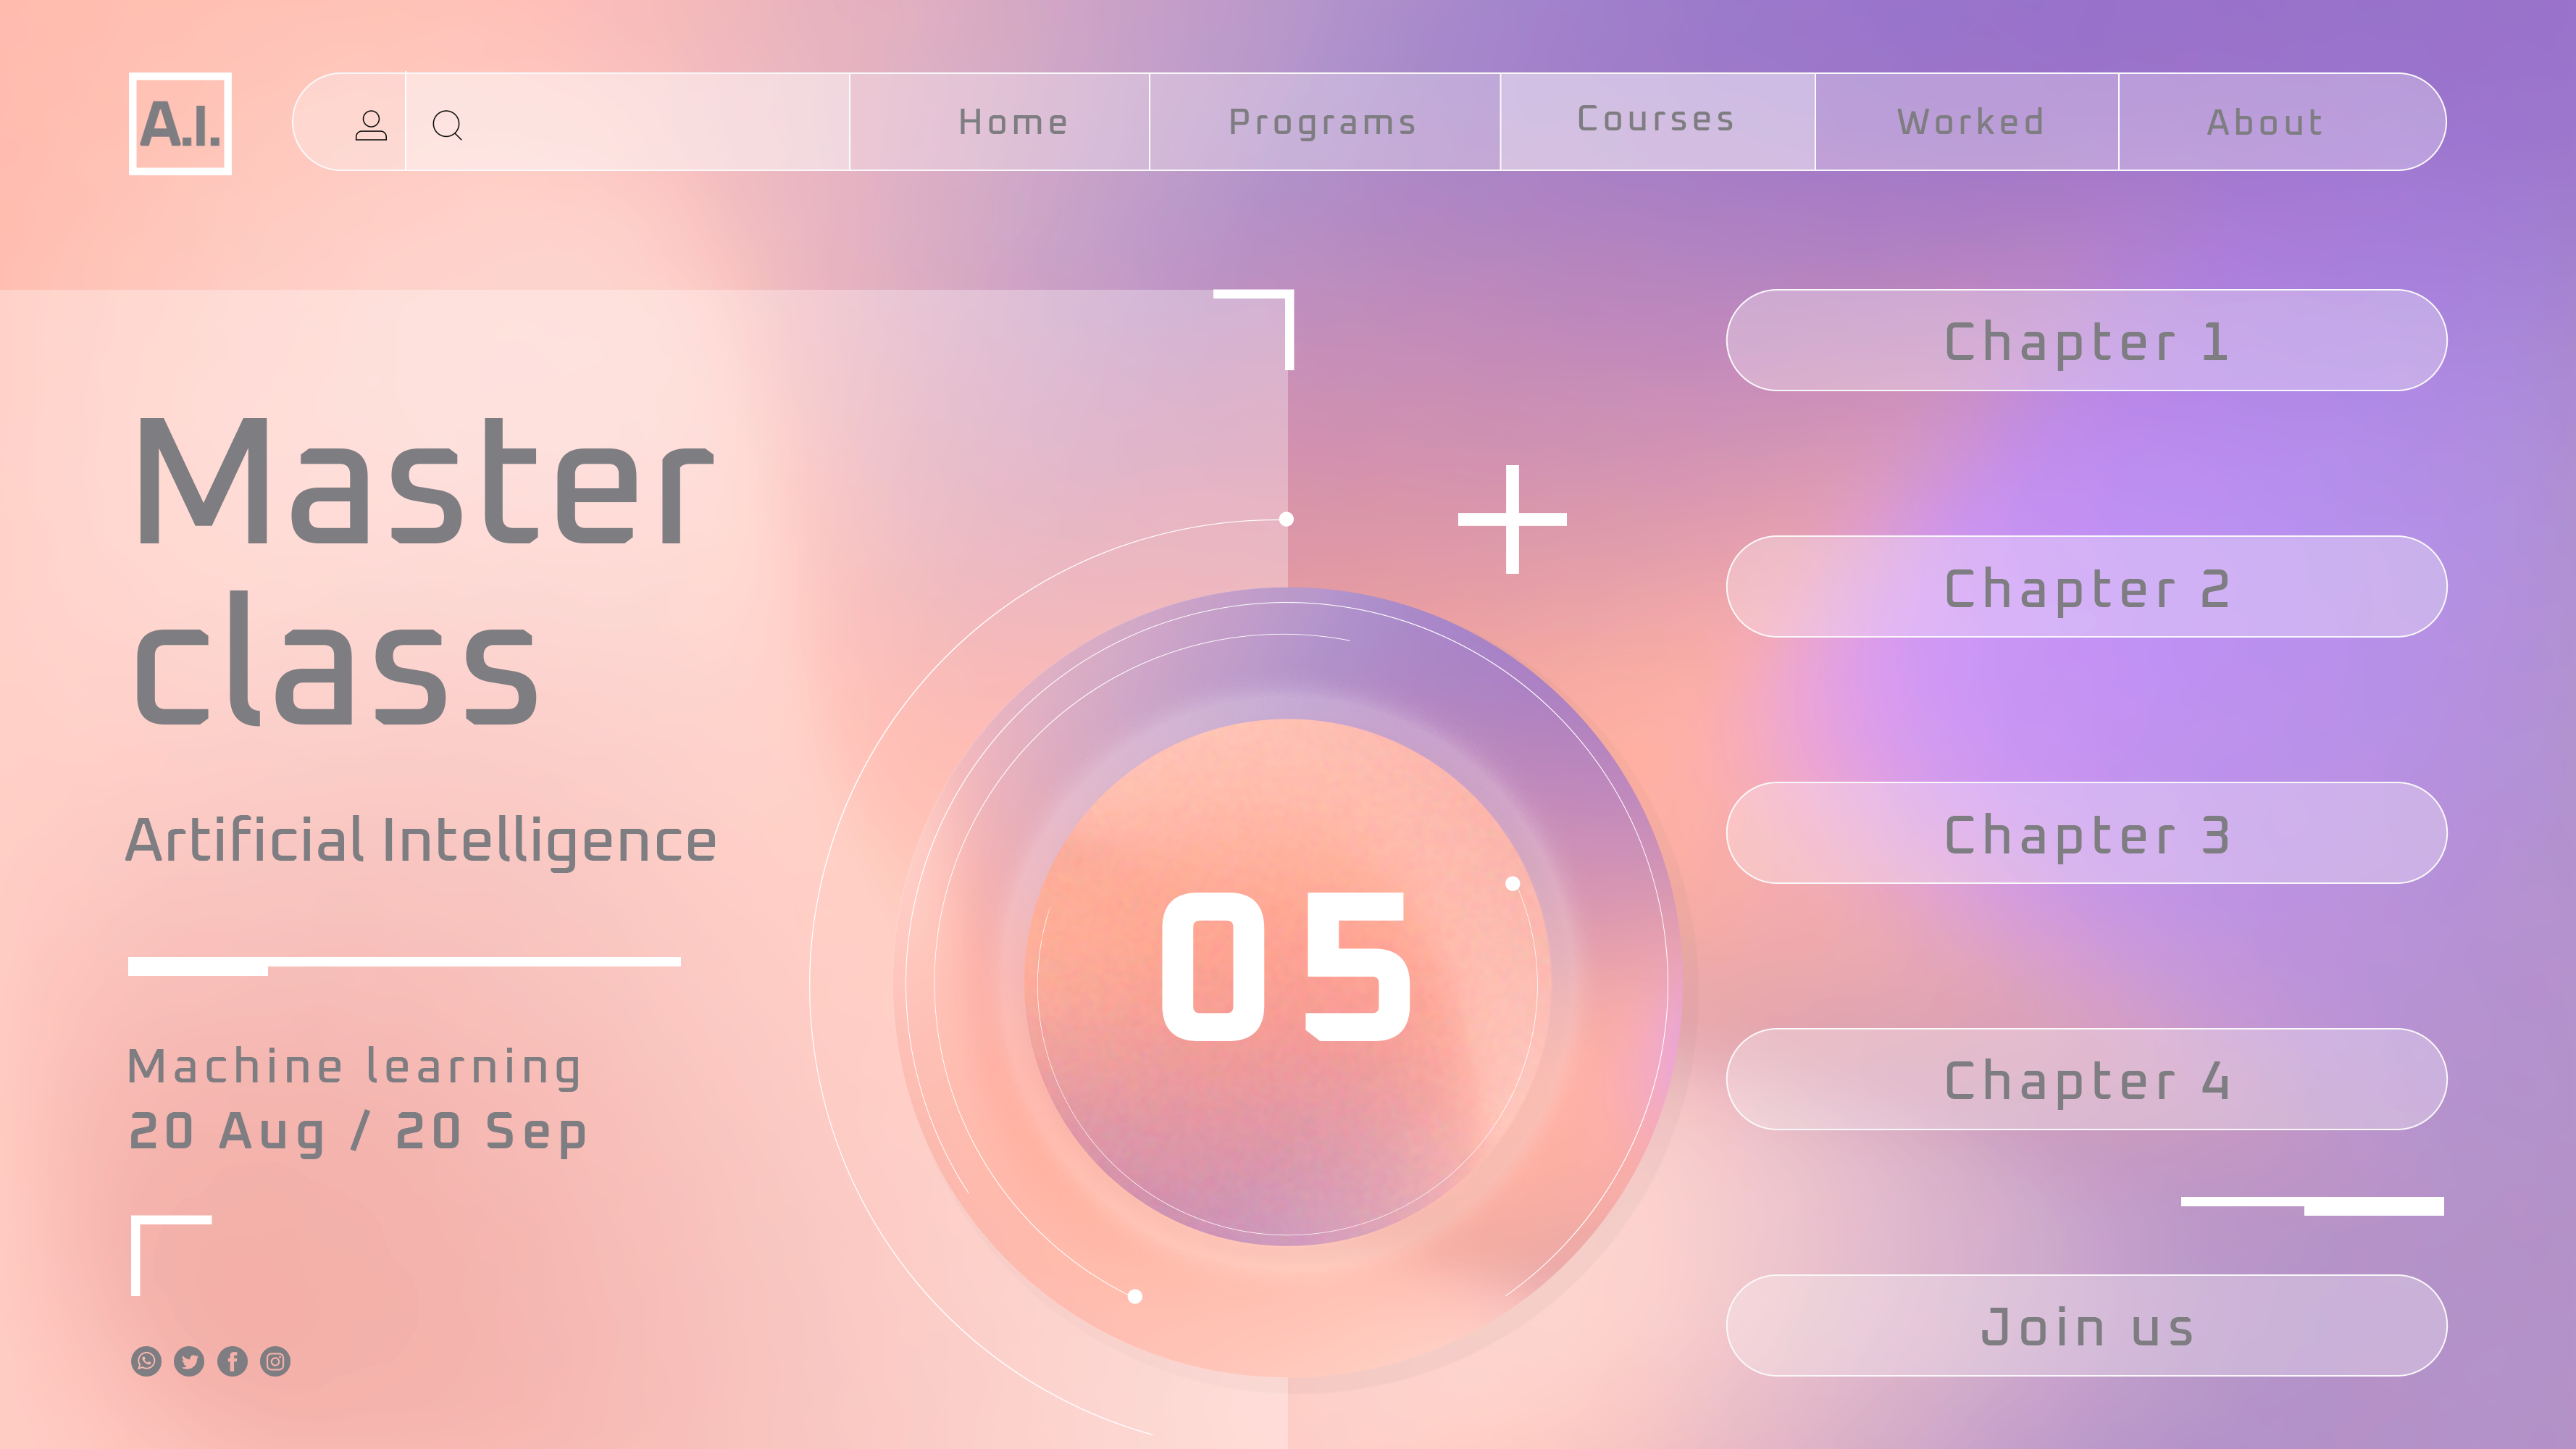 A.I.
Home
Programs
Courses
Worked
About
Master
class
Artificial Intelligence
Machine learning
20 Aug / 20 Sep
05
Chapter 1
Chapter 2
Chapter 3
Chapter 4
Join us